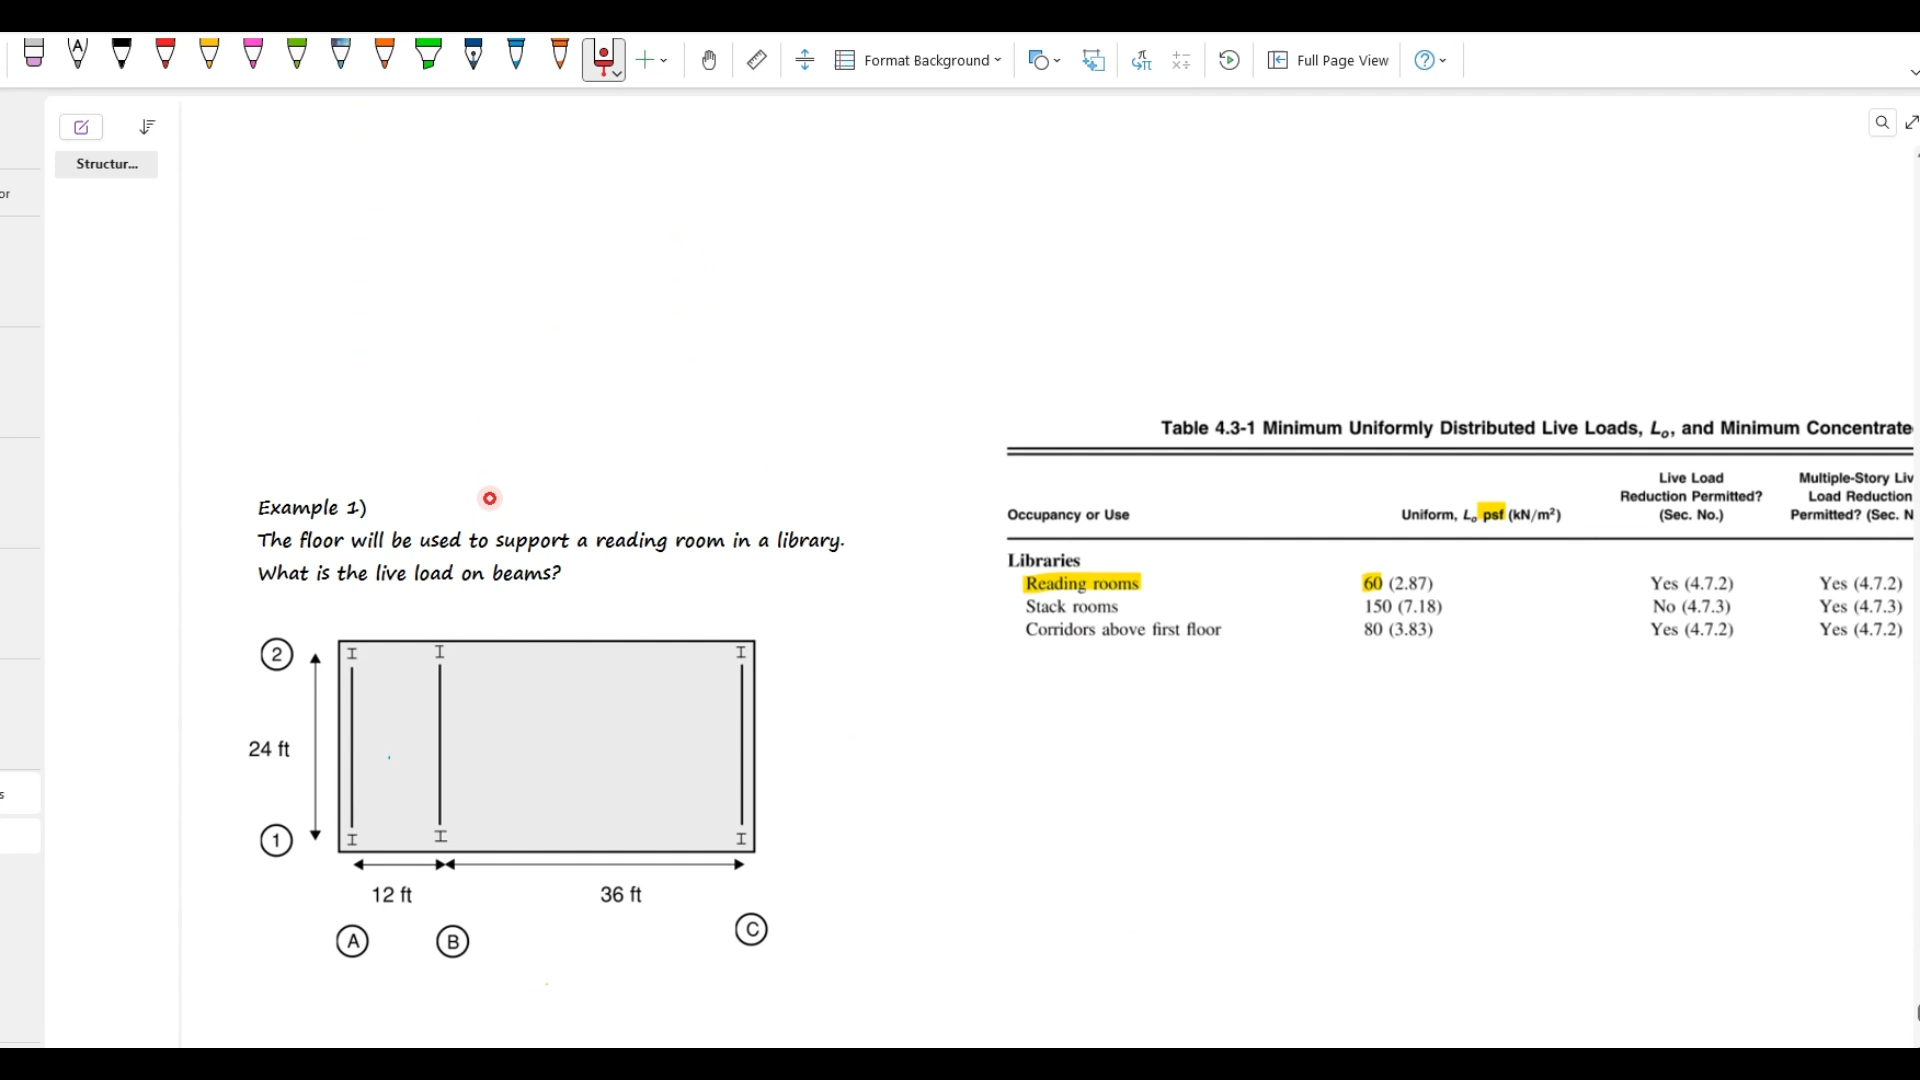 Format Background
Full Page View
Structur...
or
s
Example 1)
The floor will be used to support a reading room in a library.
What is the live load on beams?
2
24 ft
1
12 ft
36 ft
A
B
C
Table 4.3-1 Minimum Uniformly Distributed Live Loads, Lo, and Minimum Concentrate
Live Load
Reduction Permitted?
(Sec. No.)
Multiple-Story Liv
Load Reduction
Permitted? (Sec. N
Occupancy or Use
Uniform, Lo psf (kN/m²)
Libraries
Reading rooms 60 (2.87) Yes (4.7.2) Yes (4.7.2)
Stack rooms 150 (7.18) No (4.7.3) Yes (4.7.3)
Corridors above first floor 80 (3.83) Yes (4.7.2) Yes (4.7.2)